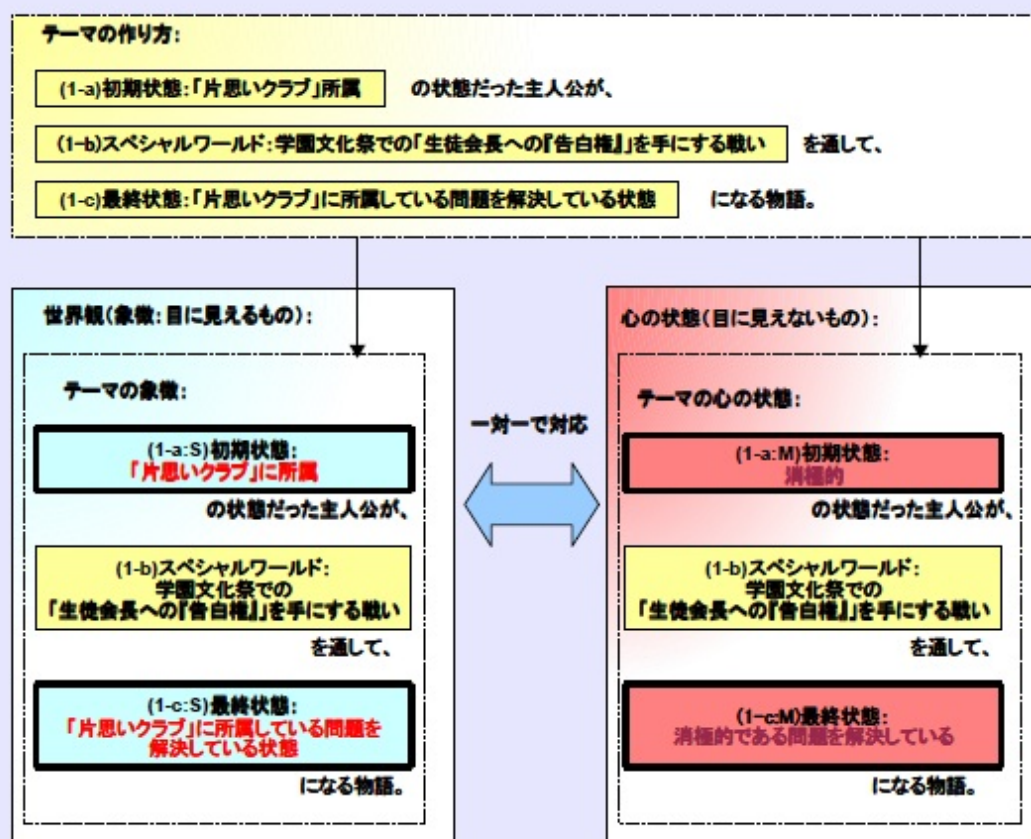 テーマの作り方:
(1-a)初期状態:「片思いクラブ」所属 の状態だった主人公が、
(1-b)スペシャルワールド:学園文化祭での「生徒会長への『告白権』」を手にする戦い を通して、
(1-c)最終状態:「片思いクラブ」に所属している問題を解決している状態 になる物語。
世界観(象徴:目に見えるもの):
テーマの象徴:
(1-a:S)初期状態:
「片思いクラブ」に所属
の状態だった主人公が、
(1-b)スペシャルワールド:
学園文化祭での
「生徒会長への『告白権』」を手にする戦い
を通して、
(1-c:S)最終状態:
「片思いクラブ」に所属している問題を
解決している状態
になる物語。
一対一で対応
心の状態(目に見えないもの):
テーマの心の状態:
(1-a:M)初期状態:
消極的
の状態だった主人公が、
(1-b)スペシャルワールド:
学園文化祭での
「生徒会長への『告白権』」を手にする戦い
を通して、
(1-c:M)最終状態:
消極的である問題を解決している
になる物語。